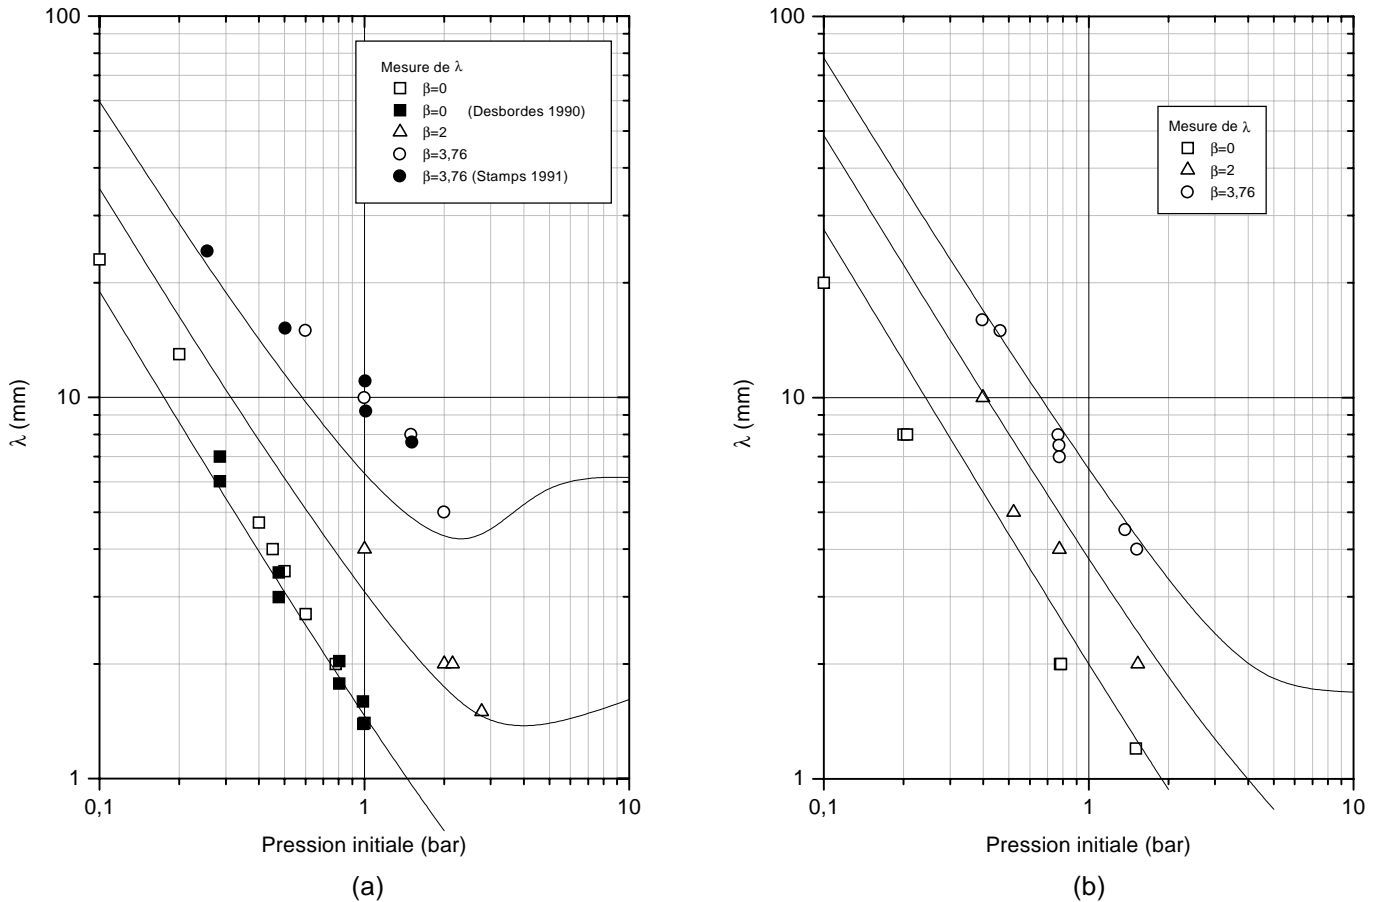 100
10
1
0,1
1
10
λ (mm)
Pression initiale (bar)
Mesure de λ
β=0
β=0 (Desbordes 1990)
β=2
β=3,76
β=3,76 (Stamps 1991)
(a)
100
10
1
0,1
1
10
λ (mm)
Pression initiale (bar)
Mesure de λ
β=0
β=2
β=3,76
(b)